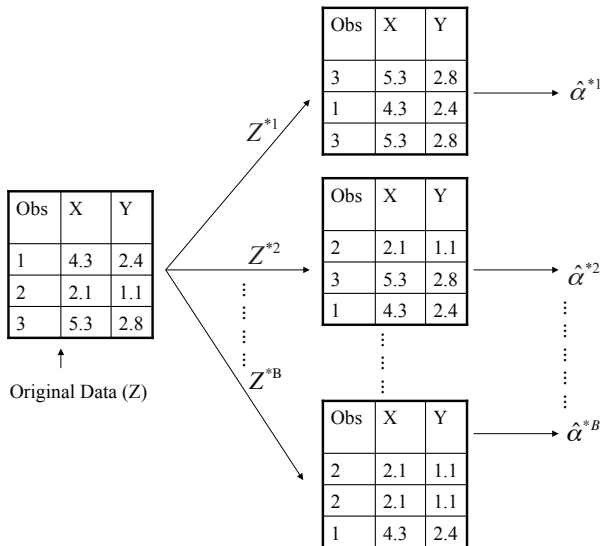 Obs X Y
3 5.3 2.8
1 4.3 2.4
3 5.3 2.8
Z*1
α̂*1
Obs X Y
1 4.3 2.4
2 2.1 1.1
3 5.3 2.8
Original Data (Z)
Z*2
Obs X Y
2 2.1 1.1
3 5.3 2.8
1 4.3 2.4
α̂*2
Z*B
Obs X Y
2 2.1 1.1
2 2.1 1.1
1 4.3 2.4
α̂*B